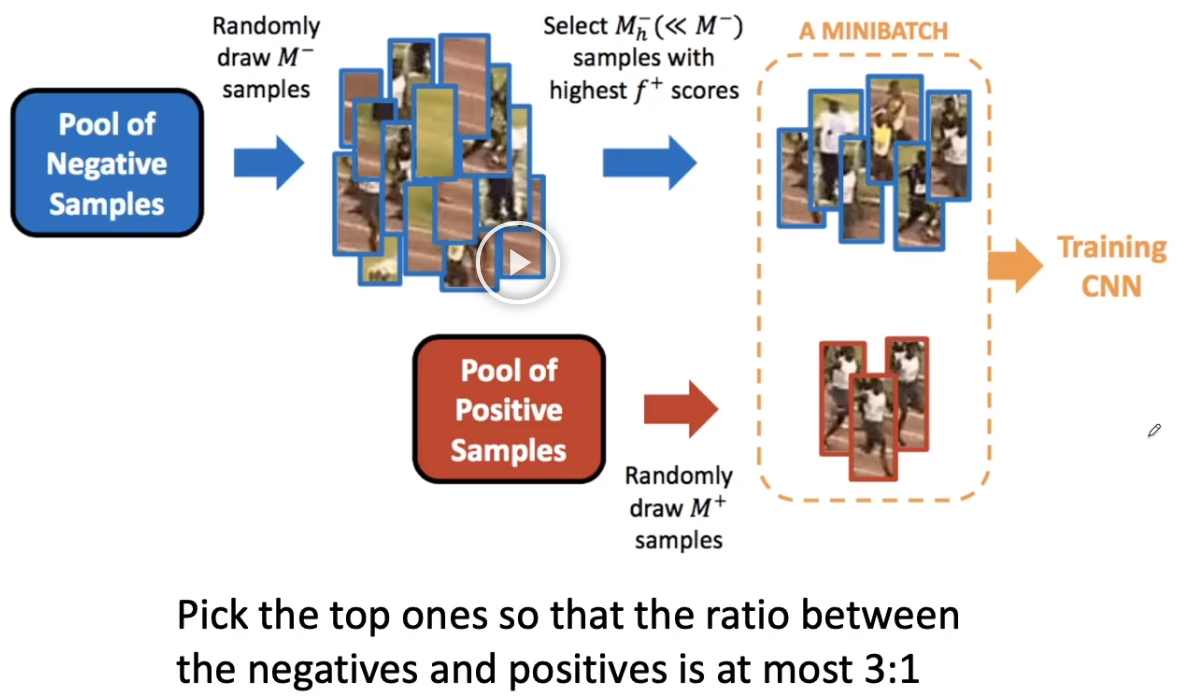 Randomly
draw M⁻
samples
Select Mₕ⁻(≪ M⁻)
samples with
highest f⁺ scores
A MINIBATCH
Pool of
Negative
Samples
Training
CNN
Pool of
Positive
Samples
Randomly
draw M⁺
samples
Pick the top ones so that the ratio between
the negatives and positives is at most 3:1